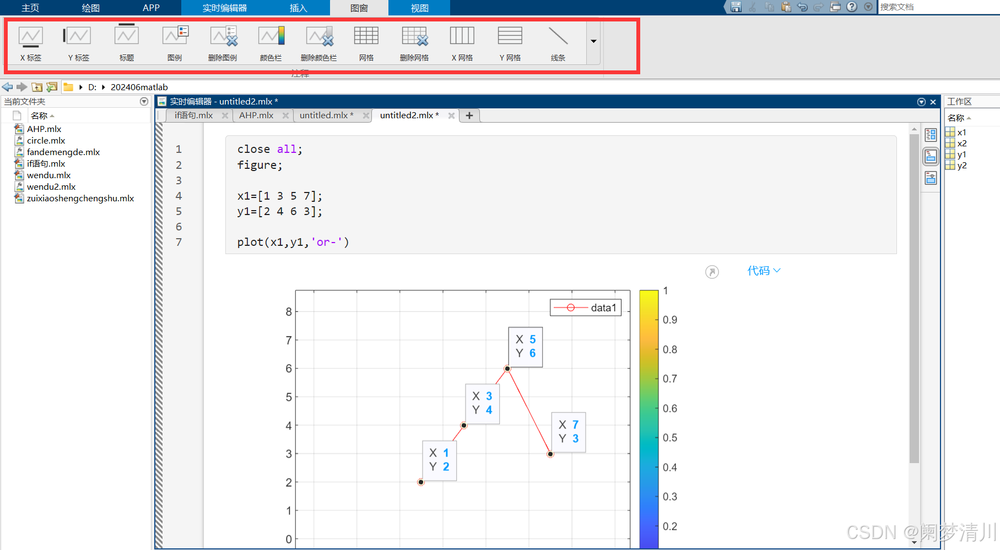 主页 绘图 APP 实时编辑器 插入 图窗 视图 搜索文档
X 标签 Y 标签 标题 图例 删除图例 颜色栏 删除颜色栏 网格 删除网格 X 网格 Y 网格 线条
注释
D: 202406matlab
当前文件夹
名称
AHP.mlx
circle.mlx
fandemengde.mlx
if语句.mlx
wendu.mlx
wendu2.mlx
zuixiaoshengchengshu.mlx
实时编辑器 - untitled2.mlx *
if语句.mlx AHP.mlx untitled.mlx * untitled2.mlx *
1 close all;
2 figure;
3
4 x1=[1 3 5 7];
5 y1=[2 4 6 3];
6
7 plot(x1,y1,'or-')
代码
data1
8
7
6
5
4
3
2
1
0
X 5
Y 6
X 3
Y 4
X 7
Y 3
X 1
Y 2
1
0.9
0.8
0.7
0.6
0.5
0.4
0.3
0.2
工作区
名称
x1
x2
y1
y2
CSDN @阑梦清川